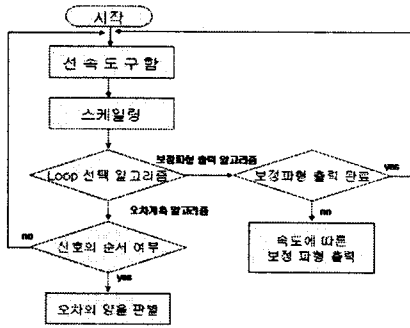 시작
선 속 도 구 함
스케일링
보정파형 출력 알고리즘
Loop 선택 알고리즘
보정파형 출력 완료
yes
오차계측 알고리즘
no
no
신호의 순서 여부
속도에 따른
보정 파형 출력
yes
오차의 양을 판별